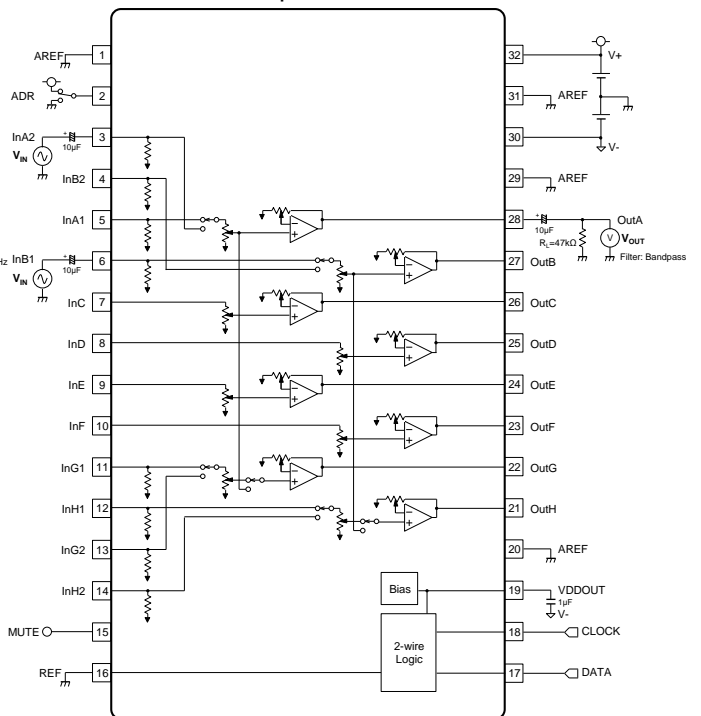 AREF 1
ADR 2
InA2 3
+
10μF
VIN
InB2 4
InA1 5
Hz InB1 6
+
10μF
VIN
InC 7
InD 8
InE 9
InF 10
InG1 11
InH1 12
InG2 13
InH2 14
MUTE 15
REF 16
32 V+
31 AREF
30 V-
29 AREF
28 OutA
+
10μF
RL=47kΩ
V VOUT
Filter: Bandpass
27 OutB
26 OutC
25 OutD
24 OutE
23 OutF
22 OutG
21 OutH
20 AREF
19 VDDOUT
1μF
V-
18 CLOCK
17 DATA
Bias
2-wire
Logic
− +
− +
− +
− +
− +
− +
− +
− +